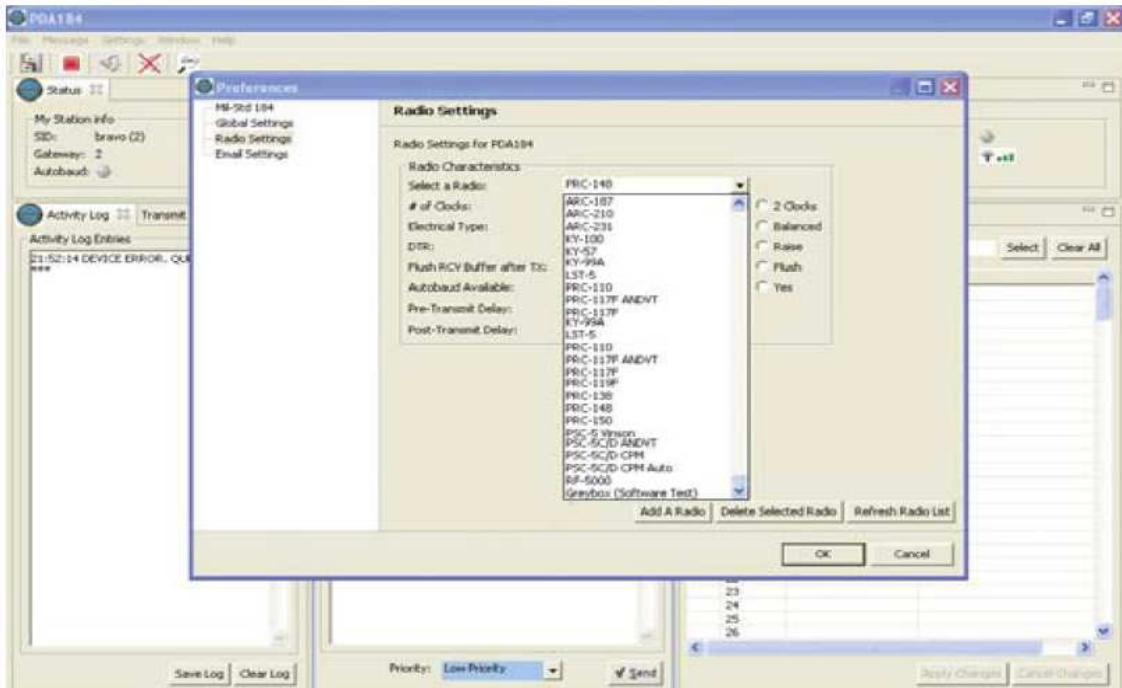 PDA184
File Message Settings Window Help
Status
My Station info
SID: bravo (2)
Gateway: 2
Autobaud:
Activity Log Transmit
Activity Log Entries
21:52:14 DEVICE ERROR. QUE
***
Save Log Clear Log
Preferences
Mil-Std 184
Global Settings
Radio Settings
Email Settings
Radio Settings
Radio Settings for PDA184
Radio Characteristics
Select a Radio: PRC-148
# of Clocks: 2 Clocks
Electrical Type: Balanced
DTR: Raise
Flush RCV Buffer after TX: Flush
Autobaud Available: Yes
Pre-Transmit Delay:
Post-Transmit Delay:
ARC-187
ARC-210
ARC-231
KY-100
KY-57
KY-99A
LST-5
PRC-110
PRC-117F ANDVT
PRC-117F
KY-99A
LST-5
PRC-110
PRC-117F ANDVT
PRC-117F
PRC-119F
PRC-138
PRC-148
PRC-150
PSC-5 Vinson
PSC-5C/D ANDVT
PSC-5C/D CPM
PSC-5C/D CPM Auto
RF-5000
Greybox (Software Test)
Add A Radio Delete Selected Radio Refresh Radio List
OK Cancel
Select Clear All
23
24
25
26
Priority: Low Priority Send
Apply Changes Cancel Changes